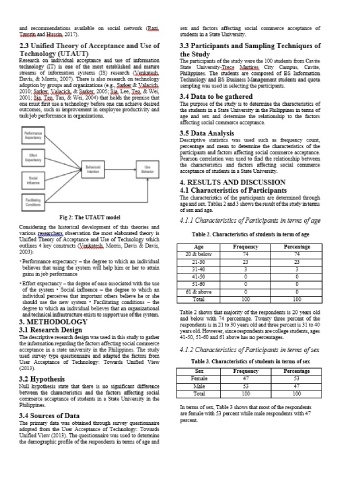 and recommendations available on social network (Razi,
Tamrin and Hussin, 2017).
2.3 Unified Theory of Acceptance and Use of
Technology (UTAUT)
Research on individual acceptance and use of information
technology (IT) is one of the most established and mature
streams of information systems (IS) research (Venkatesh,
Davis, & Morris, 2007). There is also research on technology
adoption by groups and organizations (e.g., Sarker & Valacich,
2010; Sarker, Valacich, & Sarker, 2005; Sia, Lee, Teo, & Wei,
2001; Sia, Teo, Tan, & Wei, 2004) that holds the premise that
one must first use a technology before one can achieve desired
outcomes, such as improvement in employee productivity and
task/job performance in organizations.
Performance
Expectancy
Effort
Expectancy
Social
Influence
Facilitating
Conditions
Behavioral
Intention
Use
Behavior
Fig 2: The UTAUT model
Considering the historical development of this theories and
various researchers observation the most elaborated theory is
Unified Theory of Acceptance and Use of Technology which
outlines 4 key constructs (Venkatesh, Morris, Davis & Davis,
2003):
• Performance expectancy – the degree to which an individual
believes that using the system will help him or her to attain
gains in job performance.
• Effort expectancy – the degree of ease associated with the use
of the system • Social influence – the degree to which an
individual perceives that important others believe he or she
should use the new system • Facilitating conditions – the
degree to which an individual believes that an organizational
and technical infrastructure exists to support use of the system.
3. METHODOLOGY
3.1 Research Design
The descriptive research design was used in this study to gather
the information regarding the factors affecting social commerce
acceptance in a state university in the Philippines. The study
used survey type questionnaire and adapted the factors from
User Acceptance of Technology: Towards Unified View
(2013).
3.2 Hypothesis
Null hypothesis state that there is no significant difference
between the characteristics and the factors affecting social
commerce acceptance of students in a State University in the
Philippines.
3.4 Sources of Data
The primary data was obtained through survey questionnaire
adopted from the User Acceptance of Technology: Towards
Unified View (2013). The questionnaire was used to determine
the demographic profile of the respondents in terms of age and
sex and factors affecting social commerce acceptance of
students in a State University.
3.3 Participants and Sampling Techniques of
the Study
The participants of the study were the 100 students from Cavite
State University-Trece Martires City Campus, Cavite,
Philippines. The students are composed of BS Information
Technology and BS Business Management students and quota
sampling was used in selecting the participants.
3.4 Data to be gathered
The purpose of the study is to determine the characteristics of
the students in a State University in the Philippines in terms of
age and sex and determine the relationship to the factors
affecting social commerce acceptance.
3.5 Data Analysis
Descriptive statistics was used such as frequency count,
percentage and mean to determine the characteristics of the
participants and factors affecting social commerce acceptance.
Pearson correlation was used to find the relationship between
the characteristics and factors affecting social commerce
acceptance of students in a State University.
4. RESULTS AND DISCUSSION
4.1 Characteristics of Participants
The characteristics of the participants are determined through
age and sex. Tables 2 and 3 shows the result of the study in terms
of sex and age.
4.1.1 Characteristics of Participants in terms of age
Table 2. Characteristics of students in term of age
Age Frequency Percentage
20 & below 74 74
21-30 23 23
31-40 3 3
41-50 0 0
51-60 0 0
61 & above 0 0
Total 100 100
Table 2 shows that majority of the respondents is 20 years old
and below with 74 percentage. Twenty three percent of the
respondents is in 21 to 30 years old and three percent is 31 to 40
years old. However, since respondents are college students, ages
41-50, 51-60 and 61 above has no percentages.
4.1.2 Characteristics of Participants in term of sex
Table 3. Characteristics of students in terms of sex
Sex Frequency Percentage
Female 47 53
Male 53 47
Total 100 100
In terms of sex, Table 3 shows that most of the respondents
are female with 53 percent while male respondents with 47
percent.